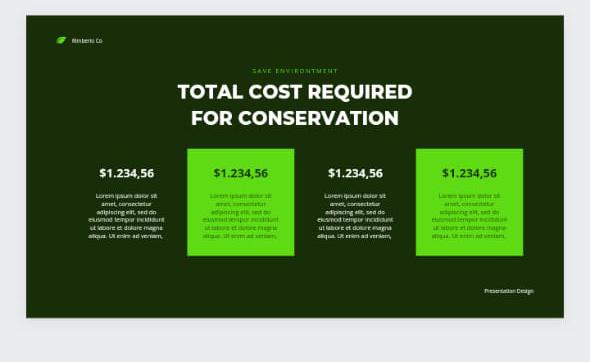 Rimberio Co
SAVE ENVIRONTMENT
TOTAL COST REQUIRED
FOR CONSERVATION
$1.234,56
Lorem ipsum dolor sit
amet, consectetur
adipiscing elit, sed do
eiusmod tempor incididunt
ut labore et dolore magna
aliqua. Ut enim ad veniam,
$1.234,56
Lorem ipsum dolor sit
amet, consectetur
adipiscing elit, sed do
eiusmod tempor incididunt
ut labore et dolore magna
aliqua. Ut enim ad veniam,
$1.234,56
Lorem ipsum dolor sit
amet, consectetur
adipiscing elit, sed do
eiusmod tempor incididunt
ut labore et dolore magna
aliqua. Ut enim ad veniam,
$1.234,56
Lorem ipsum dolor sit
amet, consectetur
adipiscing elit, sed do
eiusmod tempor incididunt
ut labore et dolore magna
aliqua. Ut enim ad veniam,
Presentation Design